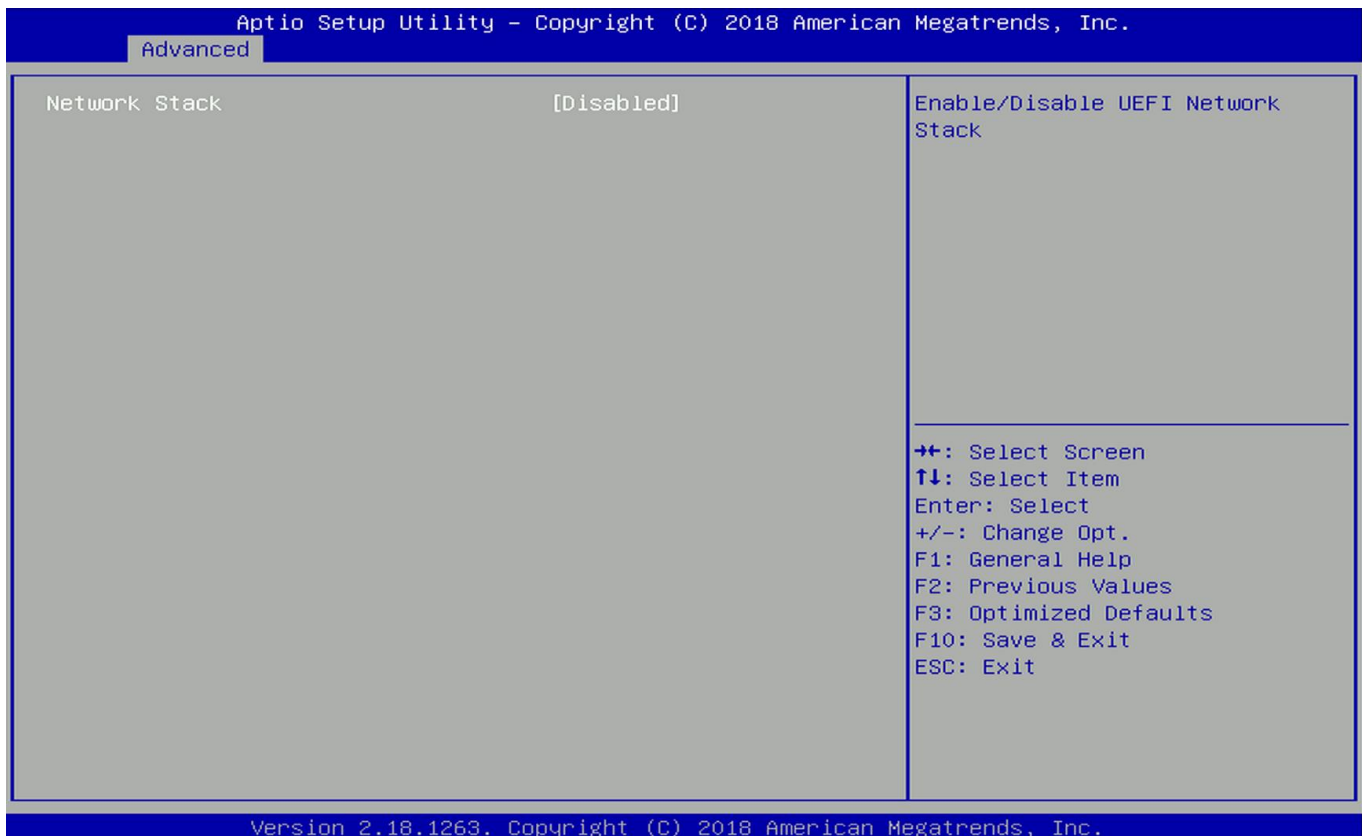 Aptio Setup Utility – Copyright (C) 2018 American Megatrends, Inc.
Advanced
Network Stack [Disabled]
Enable/Disable UEFI Network
Stack
→←: Select Screen
↑↓: Select Item
Enter: Select
+/-: Change Opt.
F1: General Help
F2: Previous Values
F3: Optimized Defaults
F10: Save & Exit
ESC: Exit
Version 2.18.1263. Copyright (C) 2018 American Megatrends, Inc.